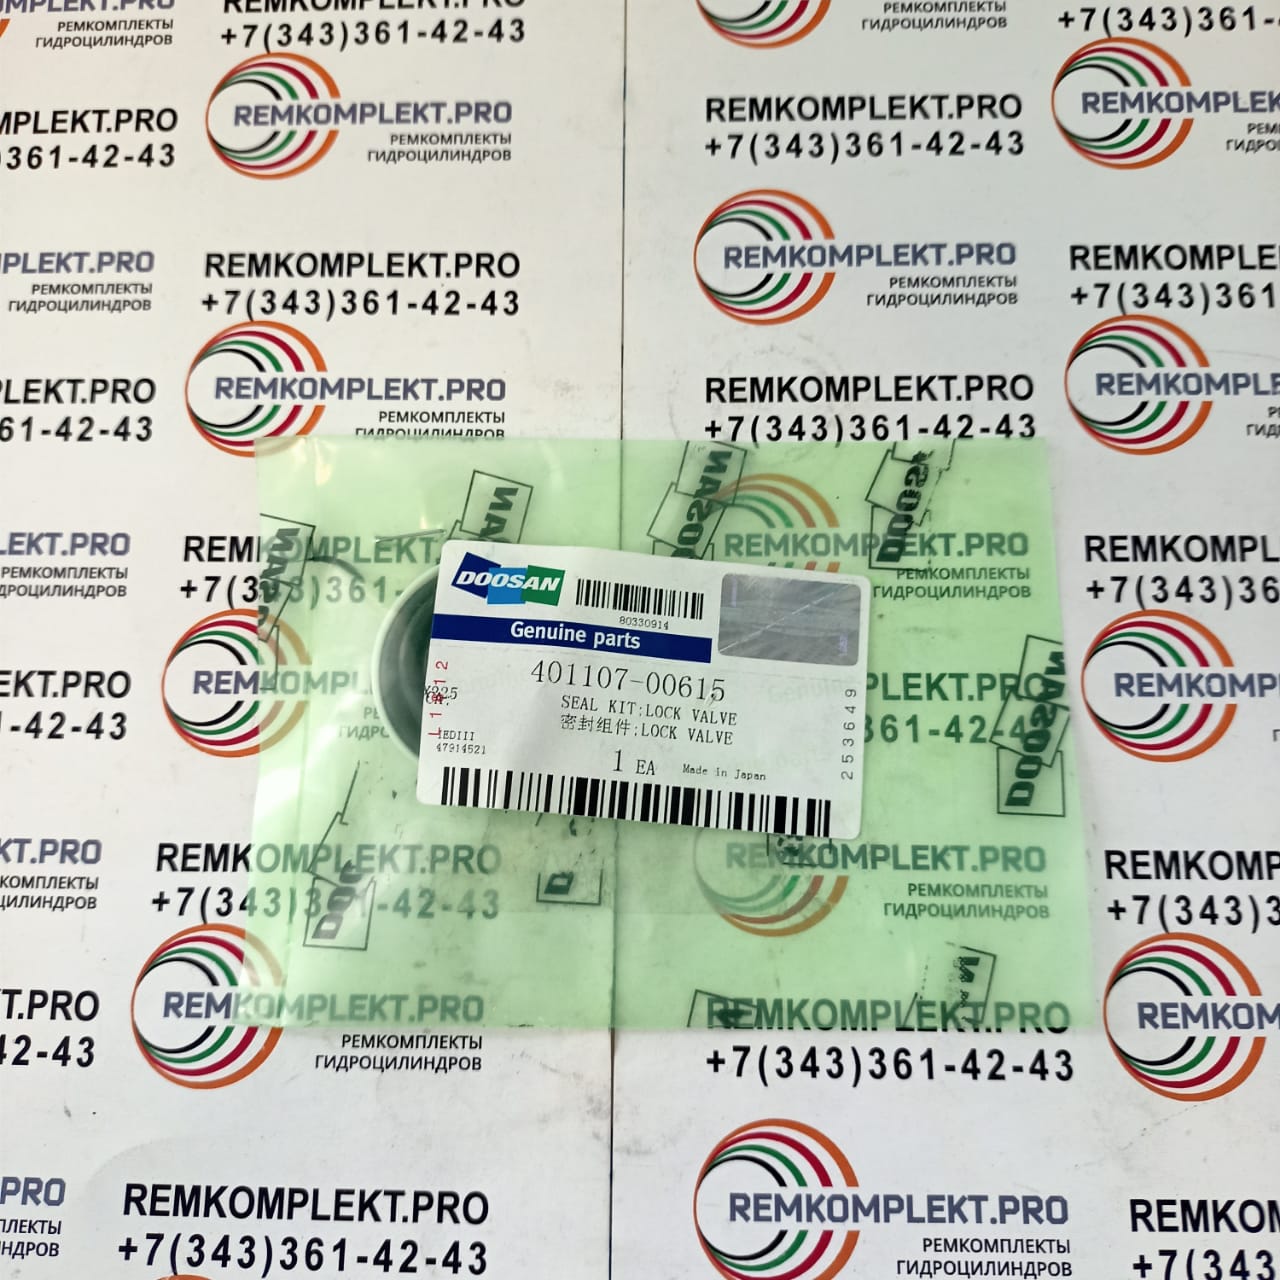 REMKOMPLEKT.PRO
РЕМКОМПЛЕКТЫ
ГИДРОЦИЛИНДРОВ
+7(343)361-42-43
REMKOMPLEKT.PRO
РЕМКОМПЛЕКТЫ
ГИДРОЦИЛИНДРОВ
REMKOMPLEKT.PRO
+7(343)361-42-43
REMKOMPLEKT.PRO
+7(343)361-42-43
REMKOMPLEKT.PRO
РЕМКОМПЛЕКТЫ
ГИДРОЦИЛИНДРОВ
REMKOMPLEKT.PRO
РЕМКОМПЛЕКТЫ
ГИДРОЦИЛИНДРОВ
REMKOMPLEKT.PRO
+7(343)361-42-43
DOOSAN
80330914
Genuine parts
401107-00615
SEAL KIT;LOCK VALVE
密封组件;LOCK VALVE
47914521
1 EA Made in Japan
253649
DOOSAN
REMKOMPLEKT.PRO
РЕМКОМПЛЕКТЫ
ГИДРОЦИЛИНДРОВ
REMKOMPLEKT.PRO
+7(343)361-42-43
REMKOMPLEKT.PRO
РЕМКОМПЛЕКТЫ
ГИДРОЦИЛИНДРОВ
REMKOMPLEKT.PRO
РЕМКОМПЛЕКТЫ
ГИДРОЦИЛИНДРОВ
REMKOMPLEKT.PRO
+7(343)361-42-43
REMKOMPLEKT.PRO
+7(343)361-42-43
REMKOMPLEKT.PRO
РЕМКОМПЛЕКТЫ
ГИДРОЦИЛИНДРОВ